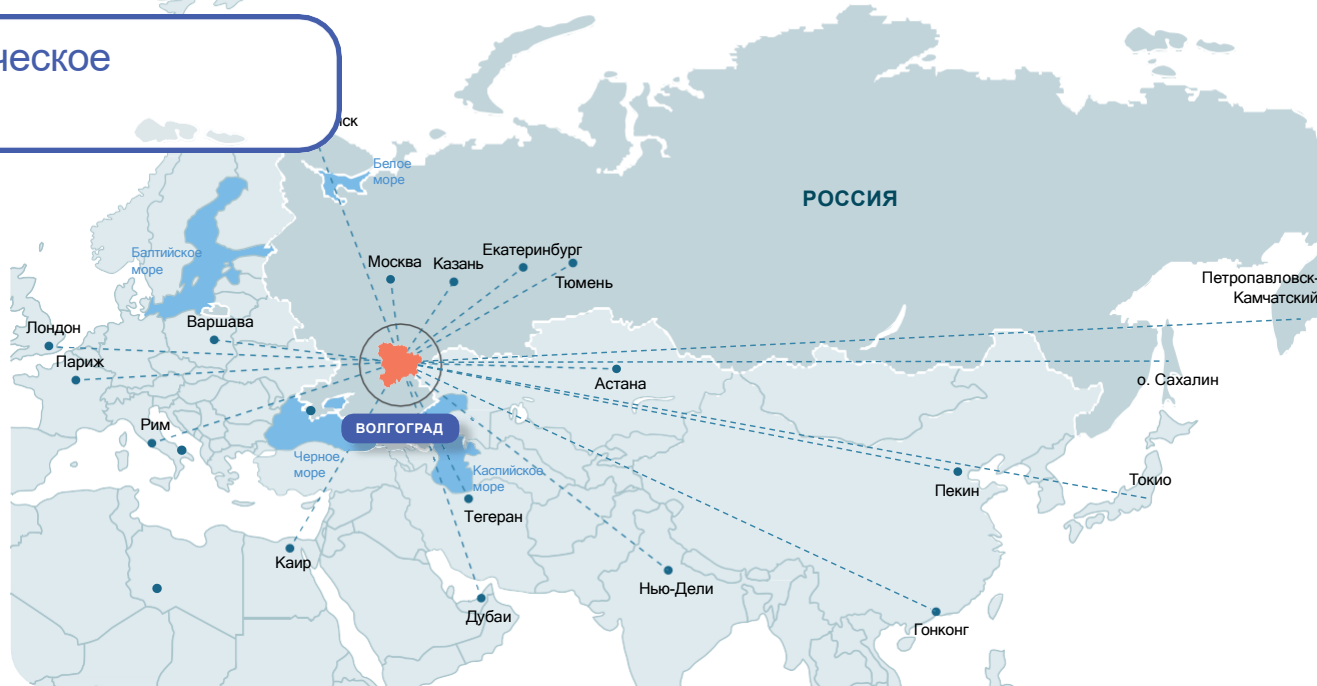 ческое
ск
Белое
море
РОССИЯ
Балтийское
море
Москва
Казань
Екатеринбург
Тюмень
Петропавловск-
Камчатский
Лондон
Варшава
Париж
Астана
о. Сахалин
Рим
ВОЛГОГРАД
Черное
море
Каспийское
море
Тегеран
Пекин
Токио
Каир
Нью-Дели
Дубаи
Гонконг